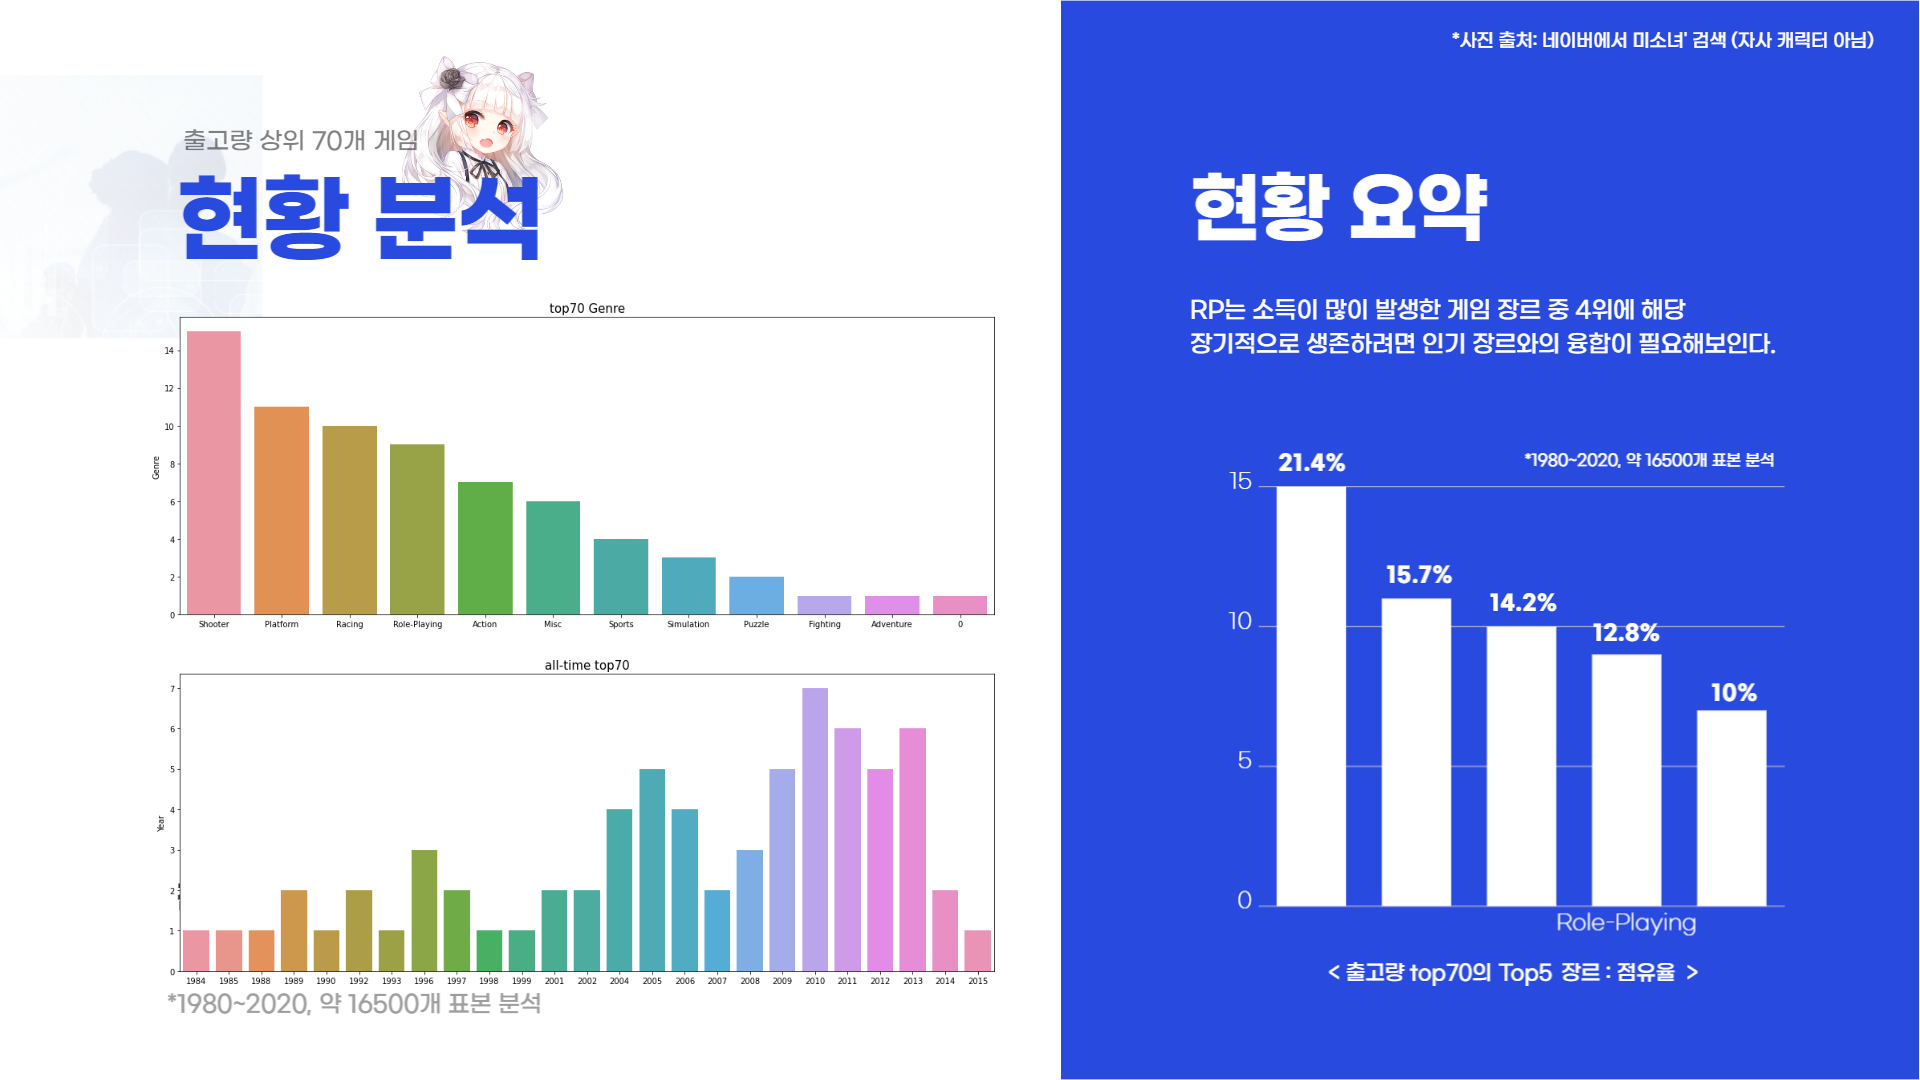 출고량 상위 70개 게임
현황 분석
top70 Genre
Genre
14
12
10
8
6
4
2
0
Shooter Platform Racing Role-Playing Action Misc Sports Simulation Puzzle Fighting Adventure 0
all-time top70
Year
7
6
5
4
3
2
1
0
1984 1985 1988 1989 1990 1992 1993 1996 1997 1998 1999 2001 2002 2004 2005 2006 2007 2008 2009 2010 2011 2012 2013 2014 2015
*1980~2020, 약 16500개 표본 분석
*사진 출처: 네이버에서 미소녀' 검색 (자사 캐릭터 아님)
현황 요약
RP는 소득이 많이 발생한 게임 장르 중 4위에 해당
장기적으로 생존하려면 인기 장르와의 융합이 필요해보인다.
*1980~2020, 약 16500개 표본 분석
15
10
5
0
21.4%
15.7%
14.2%
12.8%
10%
Role-Playing
< 출고량 top70의 Top5 장르 : 점유율 >